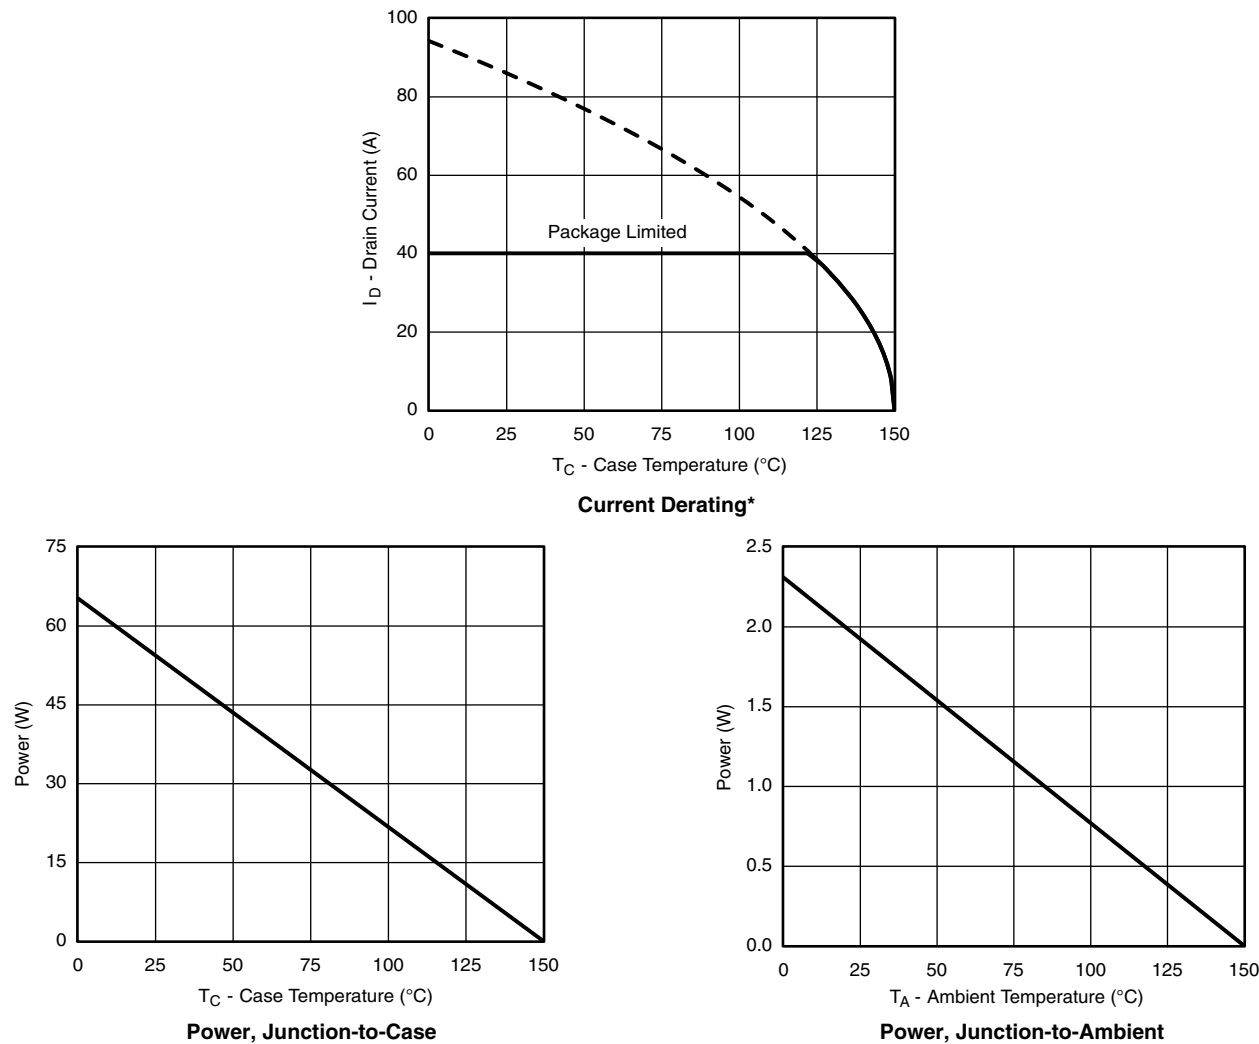 100
80
60
40
20
0
I_D - Drain Current (A)
Package Limited
0 25 50 75 100 125 150
T_C - Case Temperature (°C)
Current Derating*
75
60
45
30
15
0
Power (W)
0 25 50 75 100 125 150
T_C - Case Temperature (°C)
Power, Junction-to-Case
2.5
2.0
1.5
1.0
0.5
0.0
Power (W)
0 25 50 75 100 125 150
T_A - Ambient Temperature (°C)
Power, Junction-to-Ambient